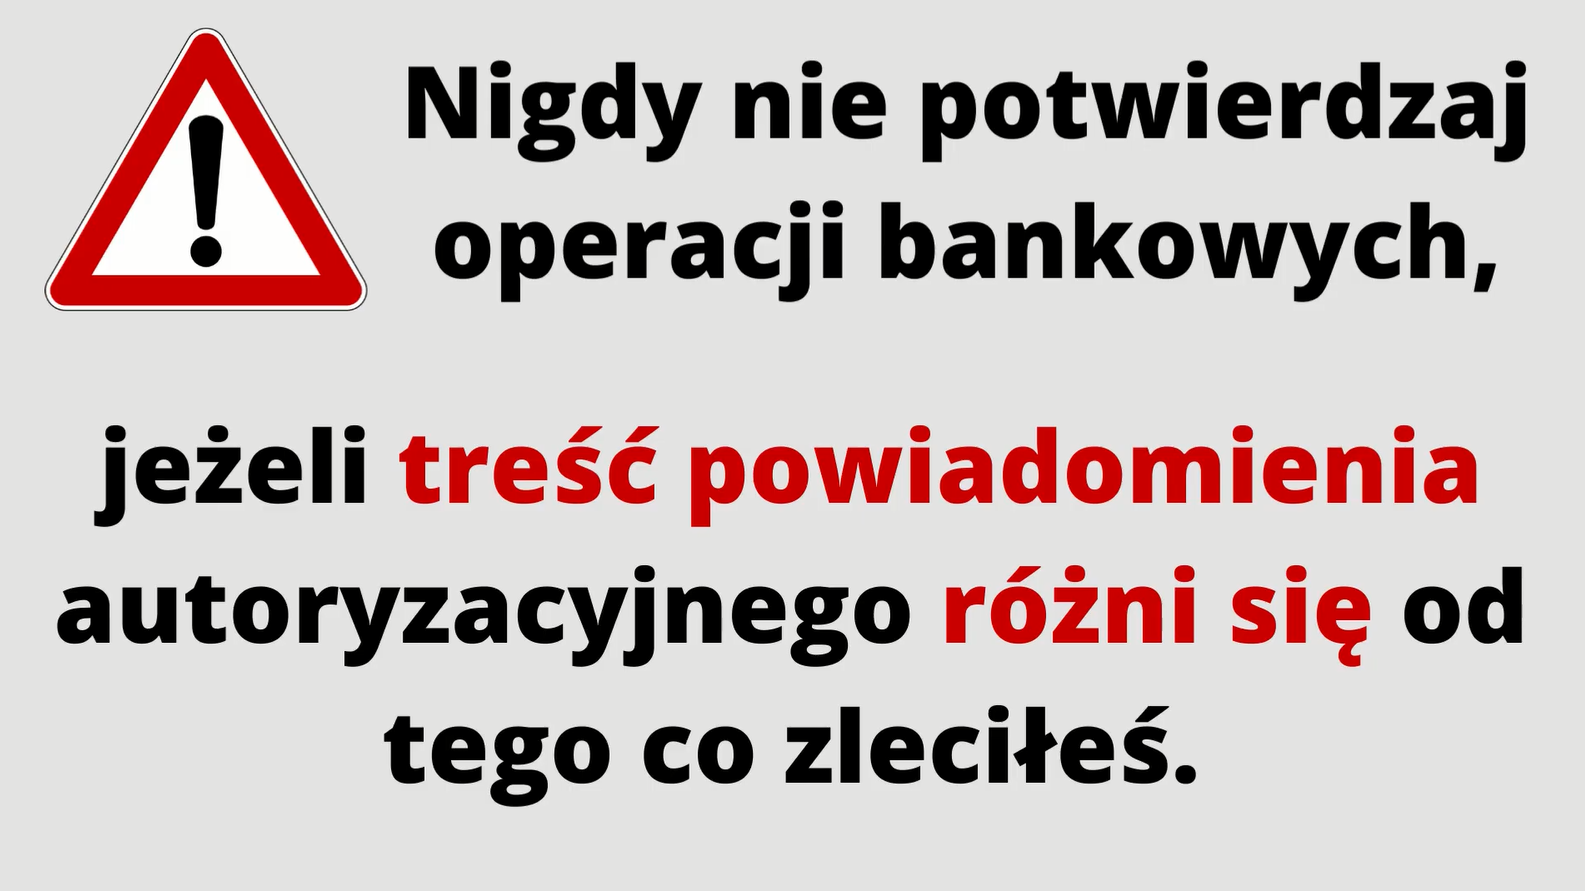 Nigdy nie potwierdzaj
operacji bankowych,
jeżeli treść powiadomienia
autoryzacyjnego różni się od
tego co zleciłeś.